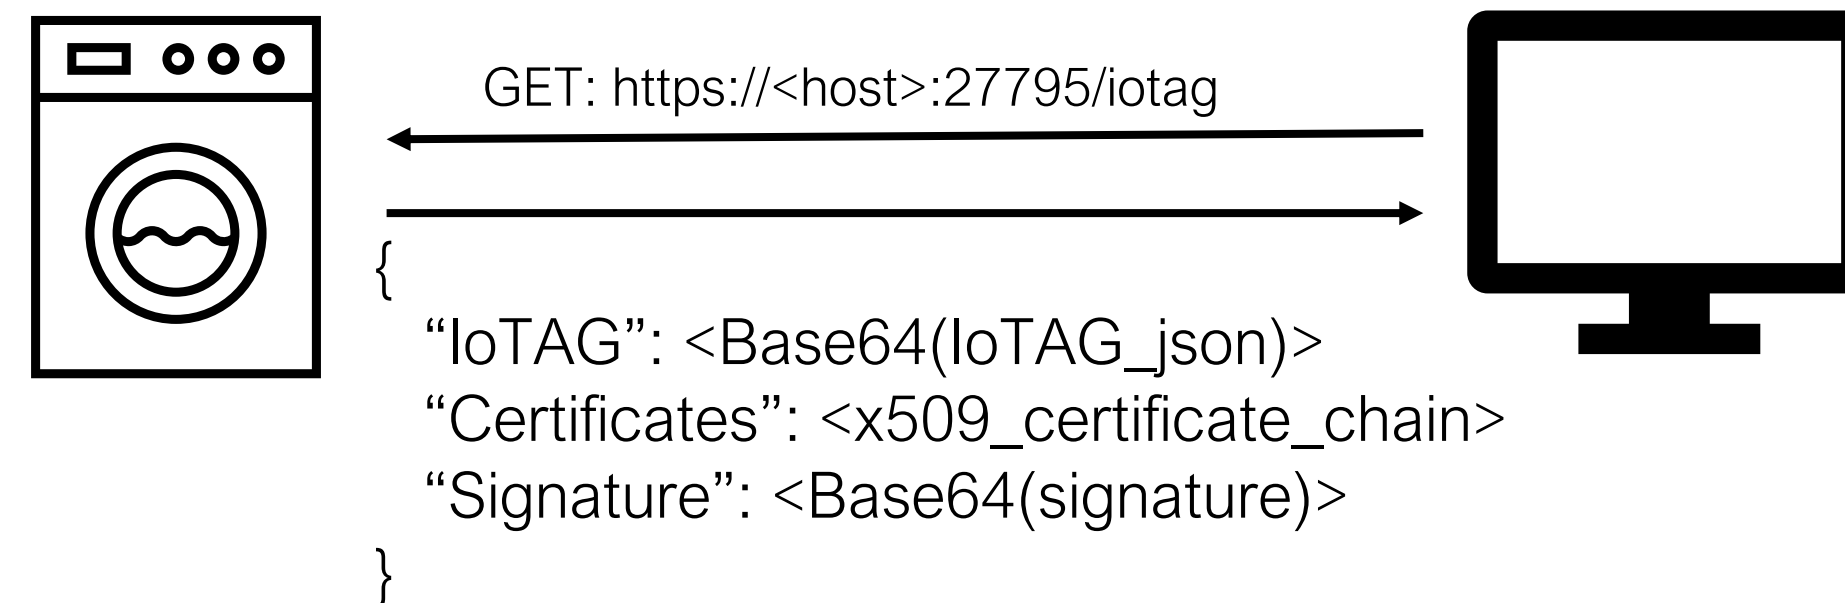 GET: https://<host>:27795/iotag
{
“IoTAG”: <Base64(IoTAG_json)>
“Certificates”: <x509_certificate_chain>
“Signature”: <Base64(signature)>
}